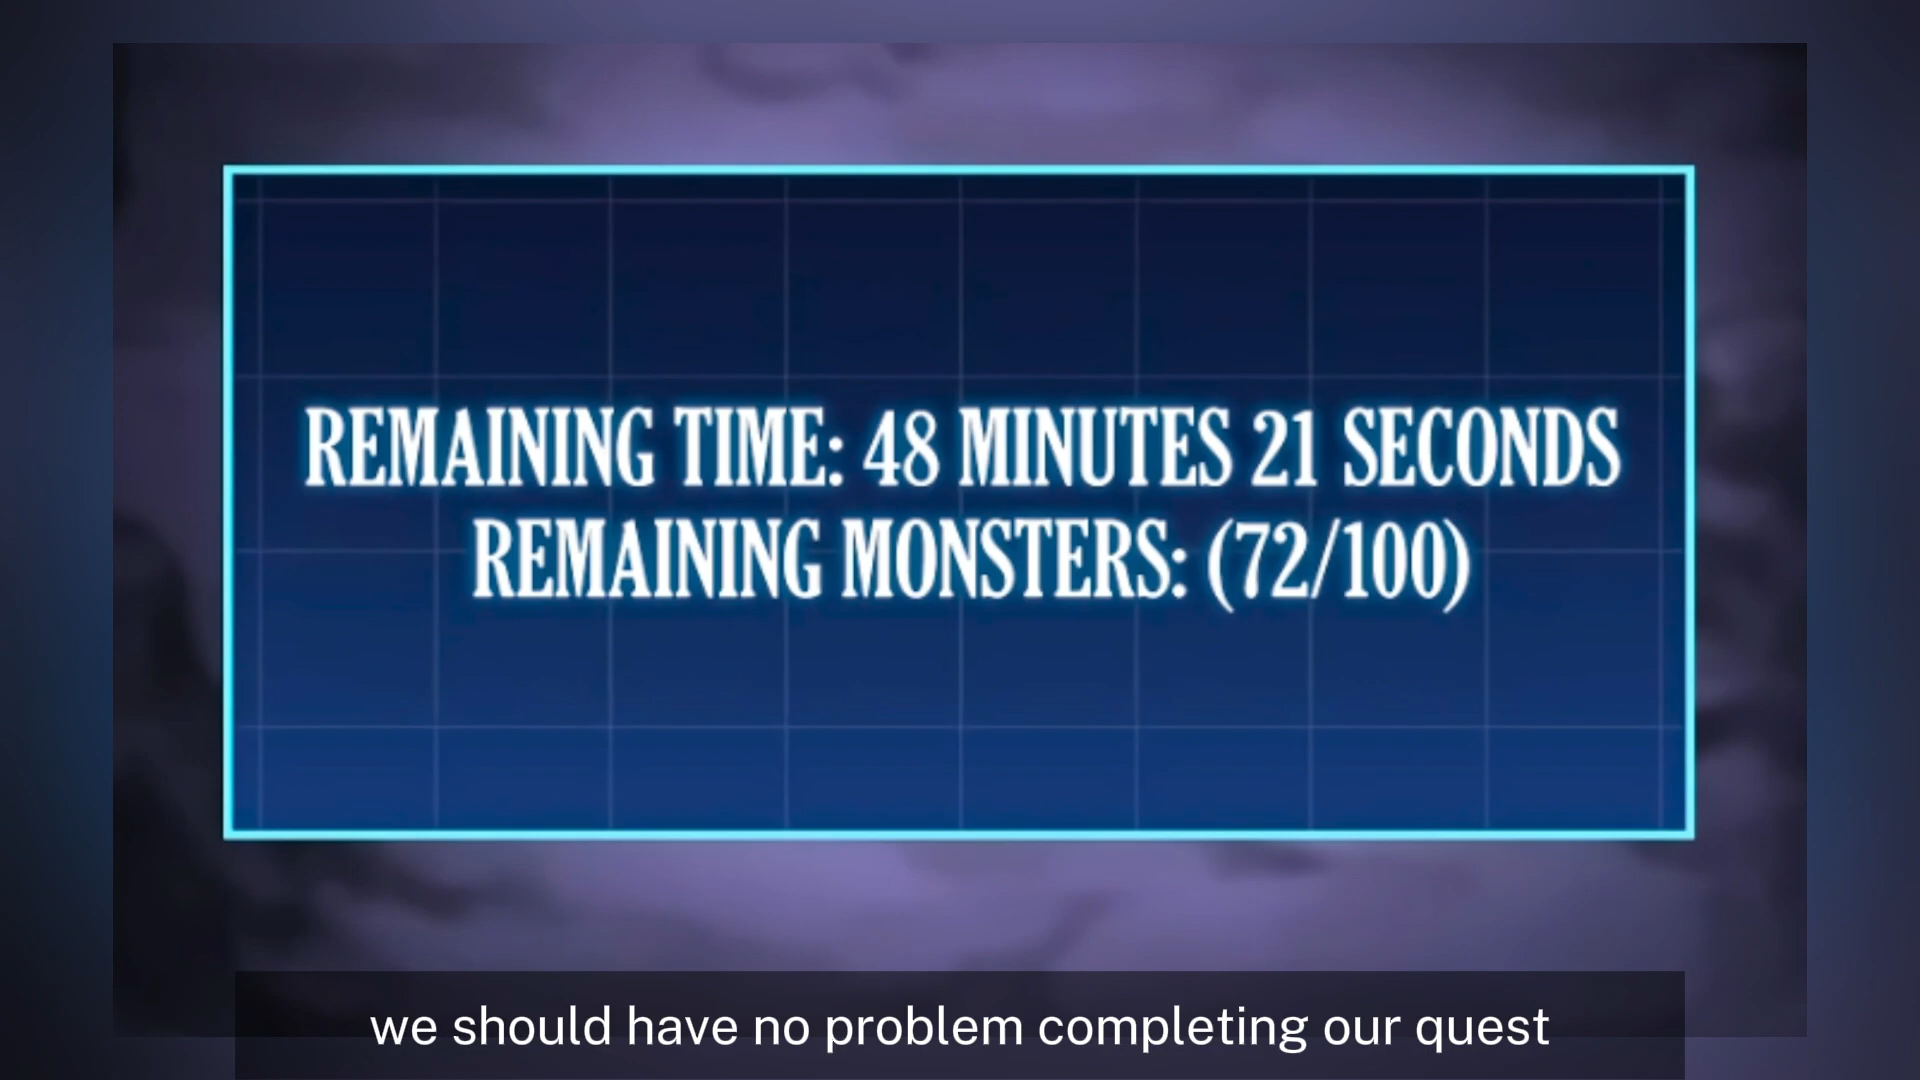 REMAINING TIME: 48 MINUTES 21 SECONDS
REMAINING MONSTERS: (72/100)
we should have no problem completing our quest